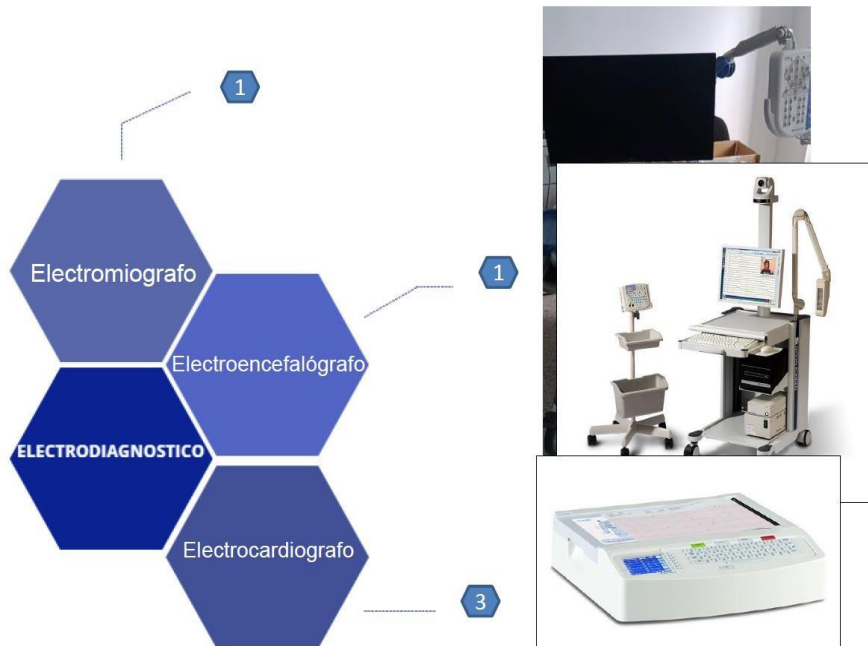 1
Electromiografo
1
Electroencefalógrafo
ELECTRODIAGNOSTICO
Electrocardiografo
3